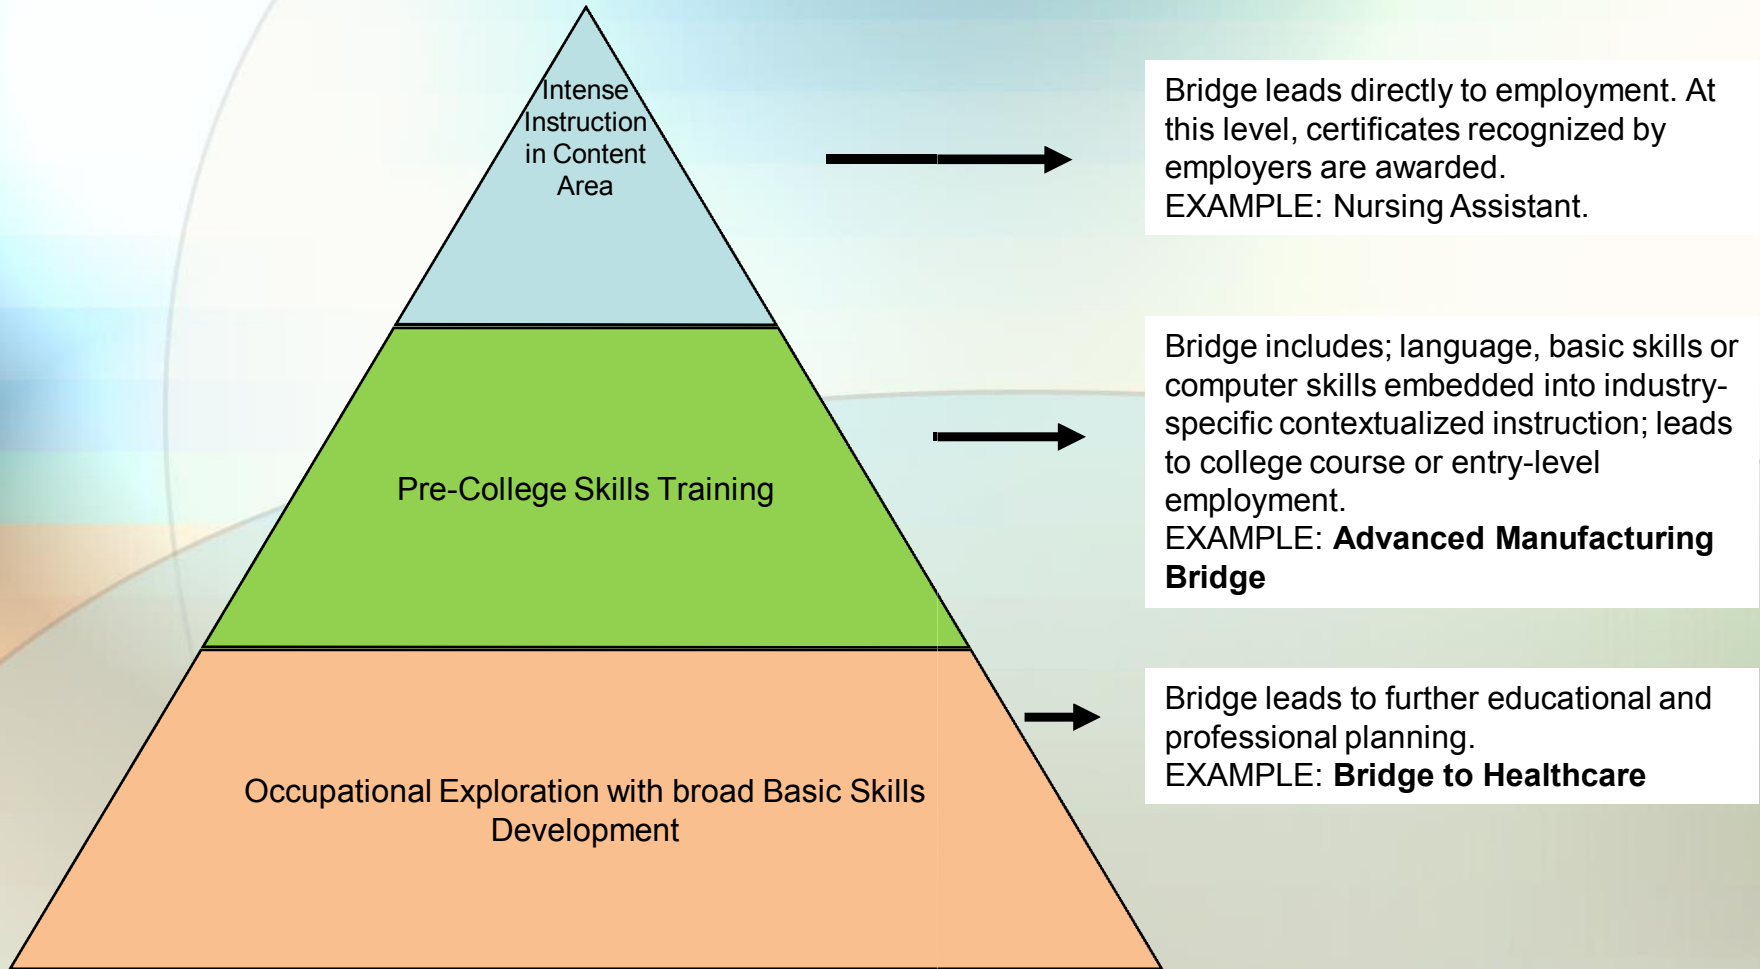 Intense
Instruction
in Content
Area
Bridge leads directly to employment. At
this level, certificates recognized by
employers are awarded.
EXAMPLE: Nursing Assistant.
Pre-College Skills Training
Bridge includes; language, basic skills or
computer skills embedded into industry-
specific contextualized instruction; leads
to college course or entry-level
employment.
EXAMPLE: Advanced Manufacturing
Bridge
Occupational Exploration with broad Basic Skills
Development
Bridge leads to further educational and
professional planning.
EXAMPLE: Bridge to Healthcare